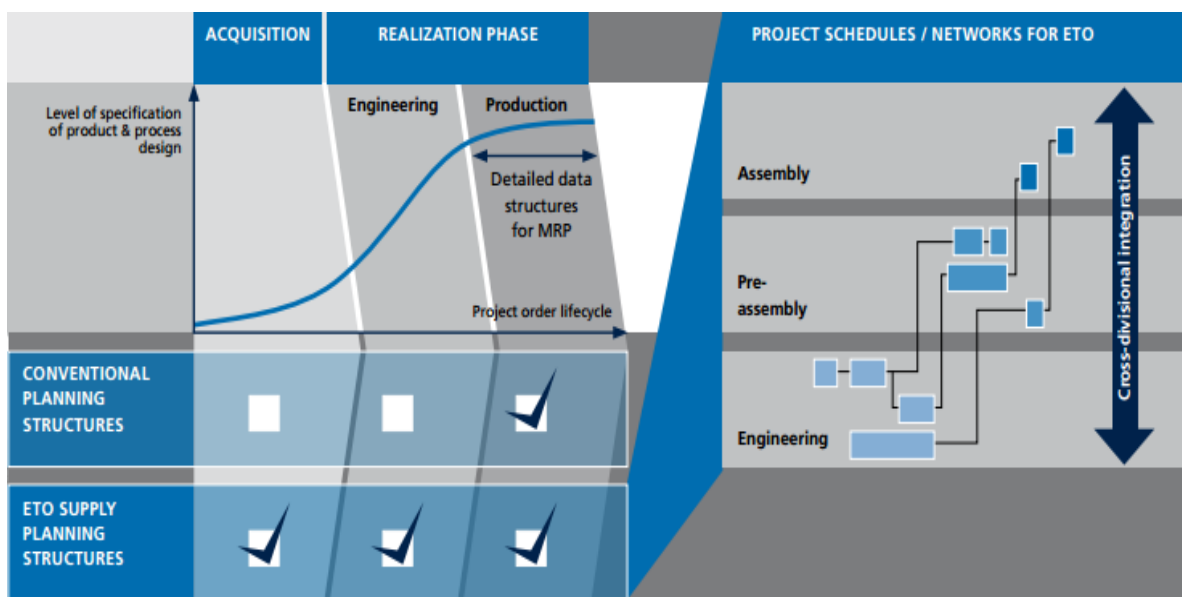 ACQUISITION
REALIZATION PHASE
PROJECT SCHEDULES / NETWORKS FOR ETO
Level of specification
of product & process
design
Engineering
Production
Detailed data
structures
for MRP
Project order lifecycle
CONVENTIONAL
PLANNING
STRUCTURES
ETO SUPPLY
PLANNING
STRUCTURES
Assembly
Pre-
assembly
Engineering
Cross-divisional integration